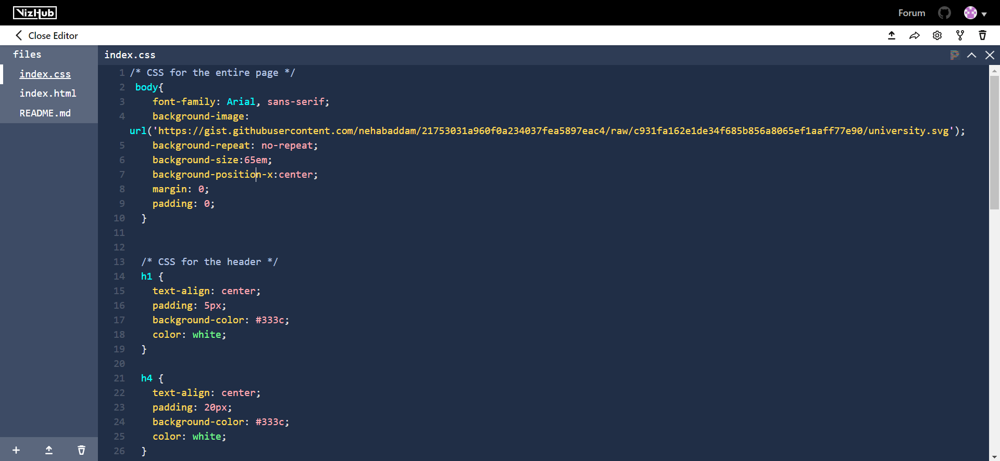 VizHub
Forum
Close Editor
files
index.css
index.html
README.md
index.css
1 /* CSS for the entire page */
2 body{
3 font-family: Arial, sans-serif;
4 background-image:
url('https://gist.githubusercontent.com/nehabaddam/21753031a960f0a234037fea5897eac4/raw/c931fa162e1de34f685b856a8065ef1aaff77e90/university.svg');
5 background-repeat: no-repeat;
6 background-size:65em;
7 background-position-x:center;
8 margin: 0;
9 padding: 0;
10 }
11
12
13 /* CSS for the header */
14 h1 {
15 text-align: center;
16 padding: 5px;
17 background-color: #333c;
18 color: white;
19 }
20
21 h4 {
22 text-align: center;
23 padding: 20px;
24 background-color: #333c;
25 color: white;
26 }